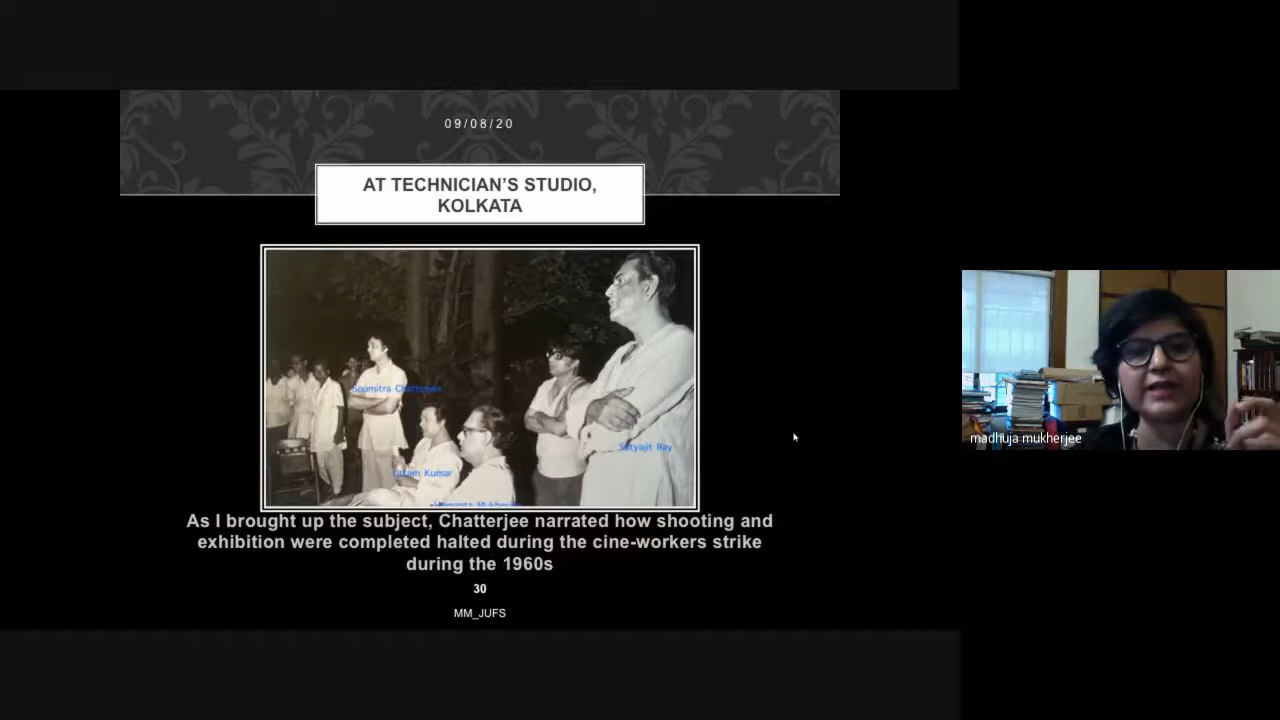 09/08/20
AT TECHNICIAN'S STUDIO,
KOLKATA
Soumitra Chatterjee
Satyajit Ray
Uttam Kumar
As I brought up the subject, Chatterjee narrated how shooting and
exhibition were completed halted during the cine-workers strike
during the 1960s
30
MM_JUFS
madhuja mukherjee